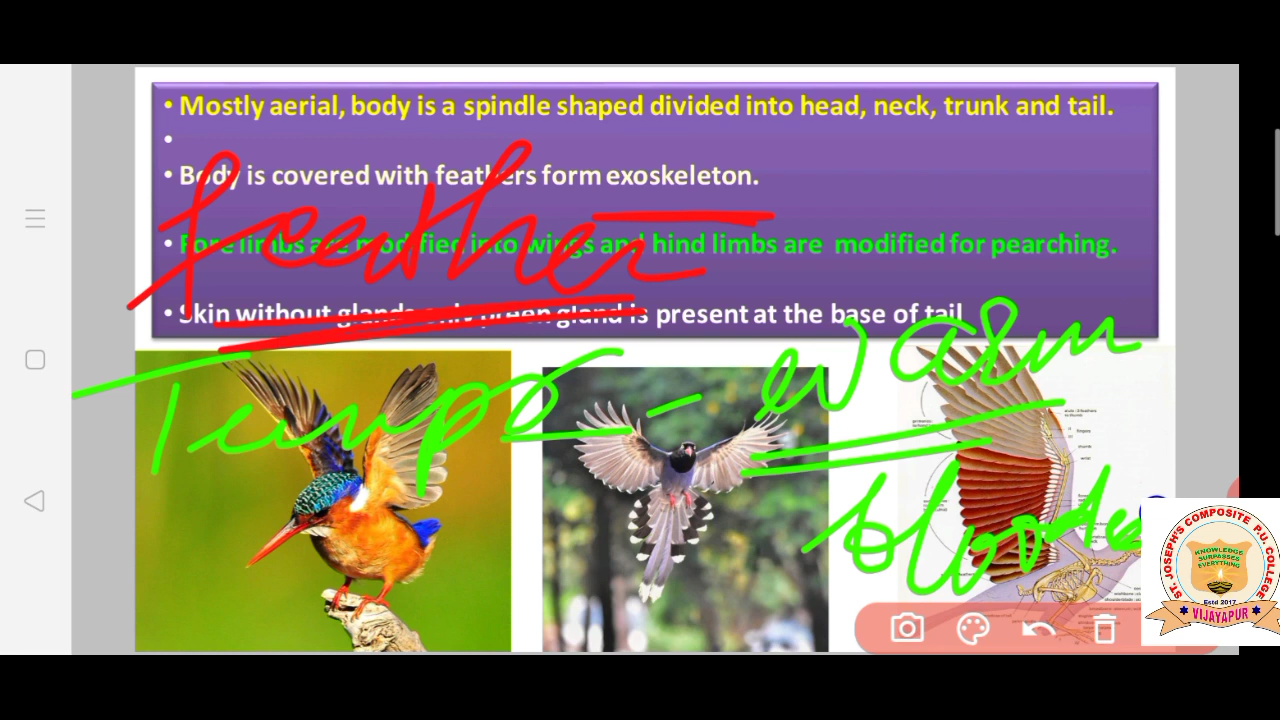 • Mostly aerial, body is a spindle shaped divided into head, neck, trunk and tail.
•
• Body is covered with feathers form exoskeleton.
• Fore limbs are modified into wings and hind limbs are modified for pearching.
• Skin without glands only preen gland is present at the base of tail
feather
Temp
warm
blooded
ST. JOSEPH'S COMPOSITE P.U. COLLEGE
KNOWLEDGE
SURPASSES
EVERYTHING
Estd 2017
VIJAYAPUR